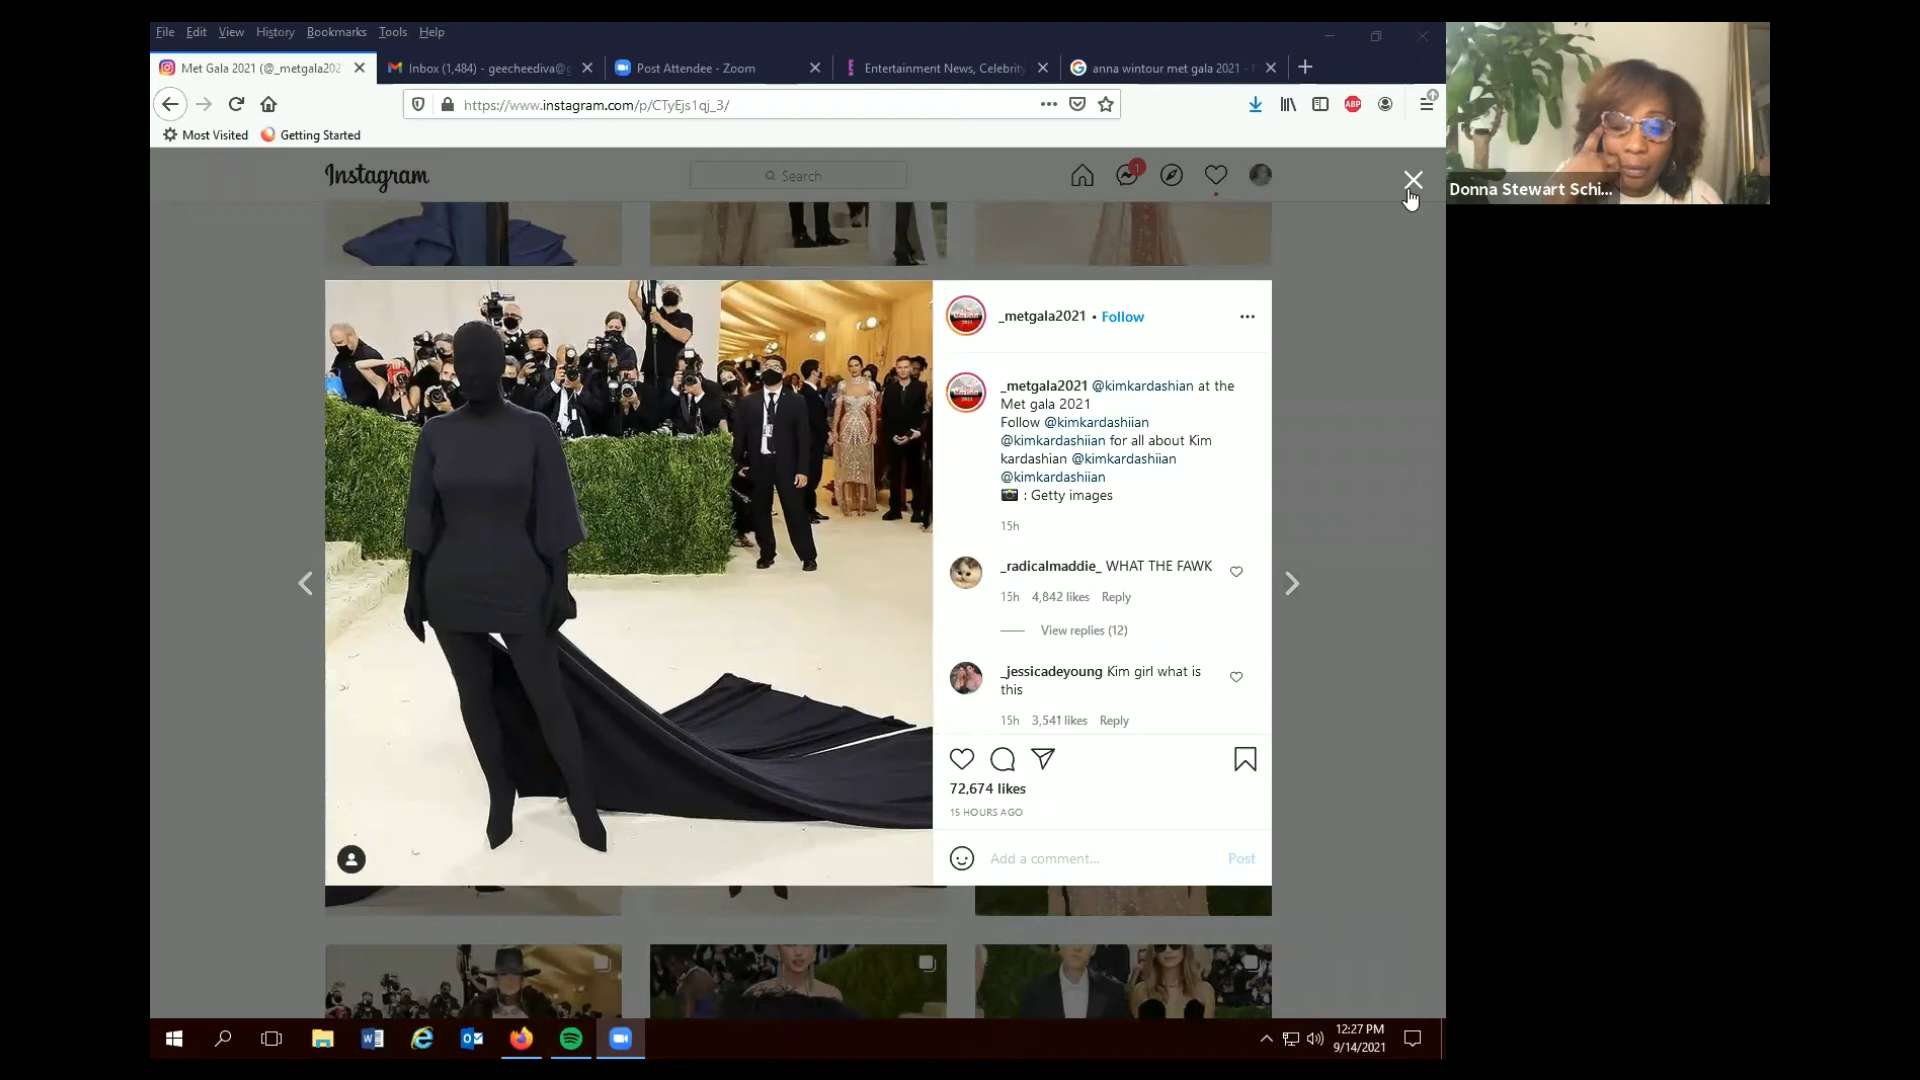 File Edit View History Bookmarks Tools Help
Met Gala 2021 (@_metgala202
Inbox (1,484) - geecheediva@g
Post Attendee - Zoom
Entertainment News, Celebrity
anna wintour met gala 2021 -
https://www.instagram.com/p/CTyEjs1qj_3/
ABP
Most Visited Getting Started
Instagram
Search
1
Donna Stewart Schi...
_metgala2021 • Follow
_metgala2021 @kimkardashian at the
Met gala 2021
Follow @kimkardashiian
@kimkardashiian for all about Kim
kardashian @kimkardashiian
@kimkardashiian
: Getty images
15h
_radicalmaddie_ WHAT THE FAWK
15h 4,842 likes Reply
View replies (12)
_jessicadeyoung Kim girl what is
this
15h 3,541 likes Reply
72,674 likes
15 HOURS AGO
Add a comment... Post
12:27 PM
9/14/2021